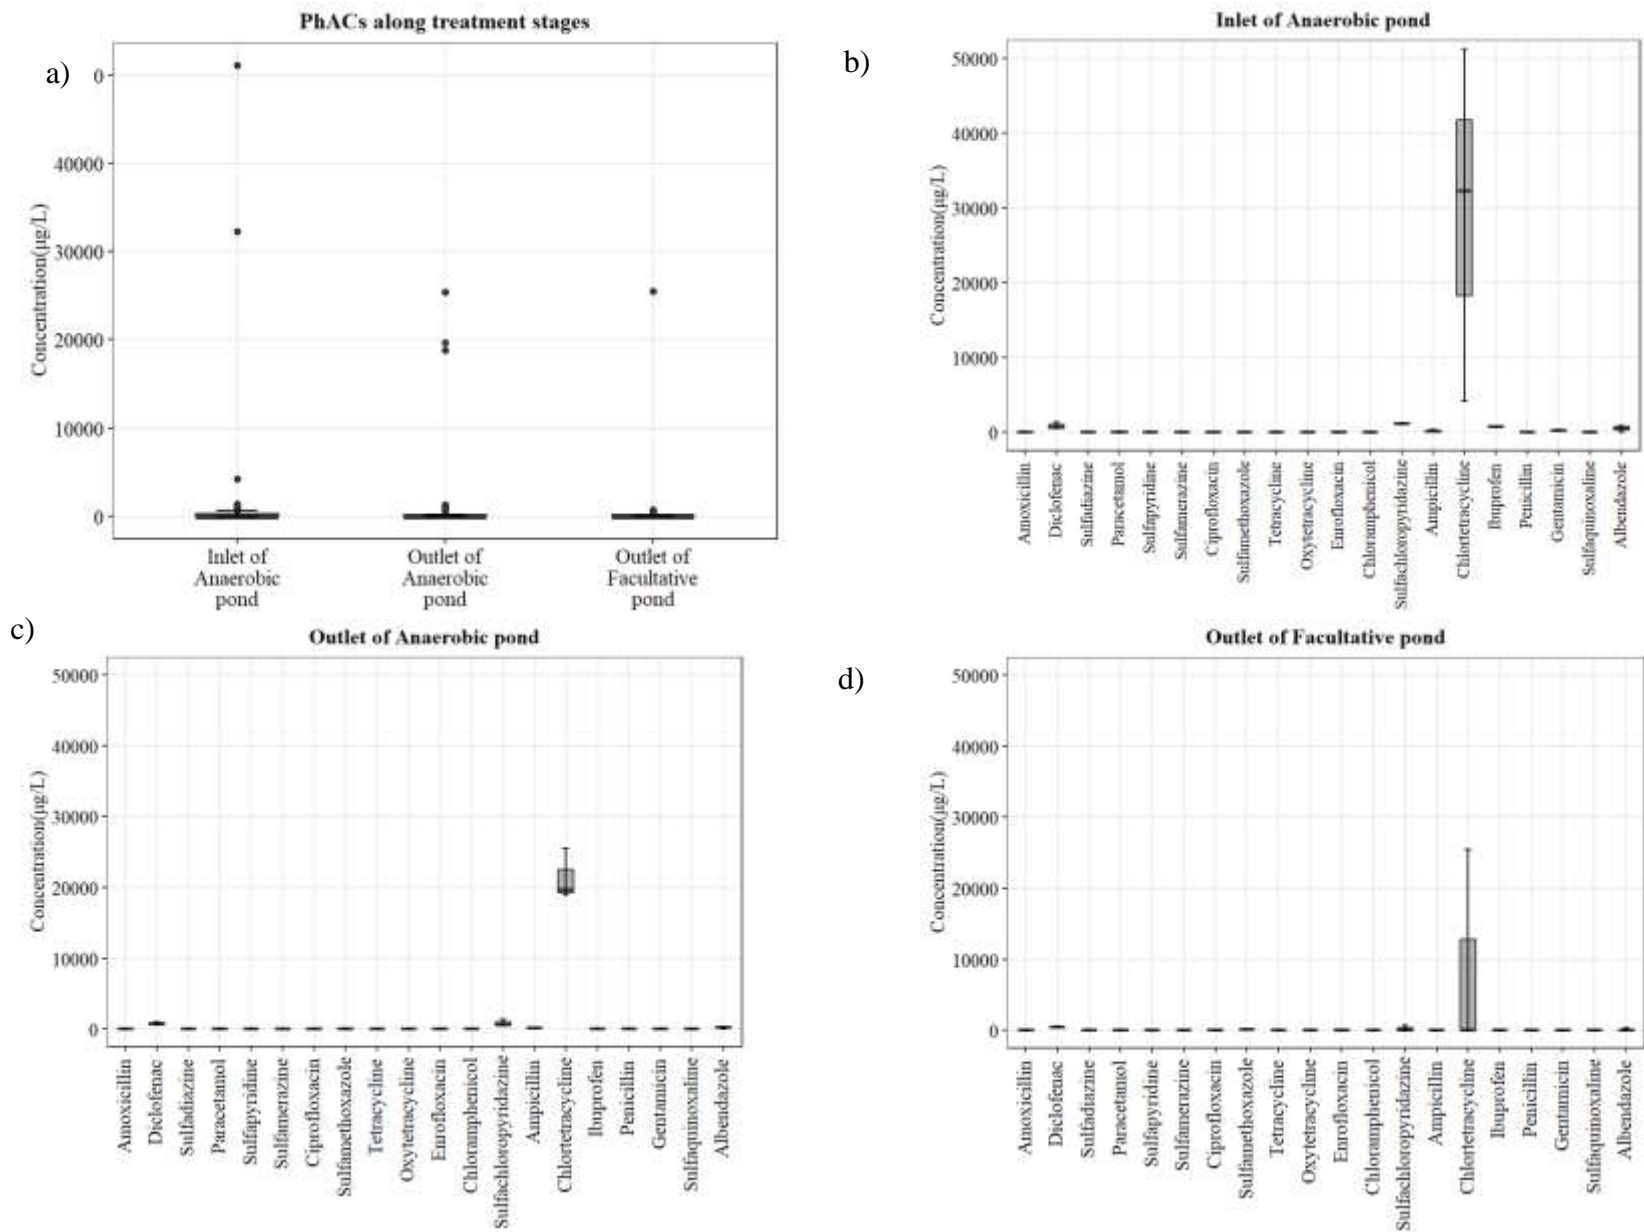 PhACs along treatment stages
a)
Concentration(µg/L)
0
40000
30000
20000
10000
0
Inlet of
Anaerobic
pond
Outlet of
Anaerobic
pond
Outlet of
Facultative
pond
b)
Inlet of Anaerobic pond
Concentration(µg/L)
50000
40000
30000
20000
10000
0
Amoxicillin
Diclofenac
Sulfadiazine
Paracetamol
Sulfapyridine
Sulfamerazine
Ciprofloxacin
Sulfamethoxazole
Tetracycline
Oxytetracycline
Enrofloxacin
Chloramphenicol
Sulfachloropyridazine
Ampicillin
Chlortetracycline
Ibuprofen
Penicillin
Gentamicin
Sulfaquinoxaline
Albendazole
c)
Outlet of Anaerobic pond
Concentration(µg/L)
50000
40000
30000
20000
10000
0
Amoxicillin
Diclofenac
Sulfadiazine
Paracetamol
Sulfapyridine
Sulfamerazine
Ciprofloxacin
Sulfamethoxazole
Tetracycline
Oxytetracycline
Enrofloxacin
Chloramphenicol
Sulfachloropyridazine
Ampicillin
Chlortetracycline
Ibuprofen
Penicillin
Gentamicin
Sulfaquinoxaline
Albendazole
d)
Outlet of Facultative pond
Concentration(µg/L)
50000
40000
30000
20000
10000
0
Amoxicillin
Diclofenac
Sulfadiazine
Paracetamol
Sulfapyridine
Sulfamerazine
Ciprofloxacin
Sulfamethoxazole
Tetracycline
Oxytetracycline
Enrofloxacin
Chloramphenicol
Sulfachloropyridazine
Ampicillin
Chlortetracycline
Ibuprofen
Penicillin
Gentamicin
Sulfaquinoxaline
Albendazole